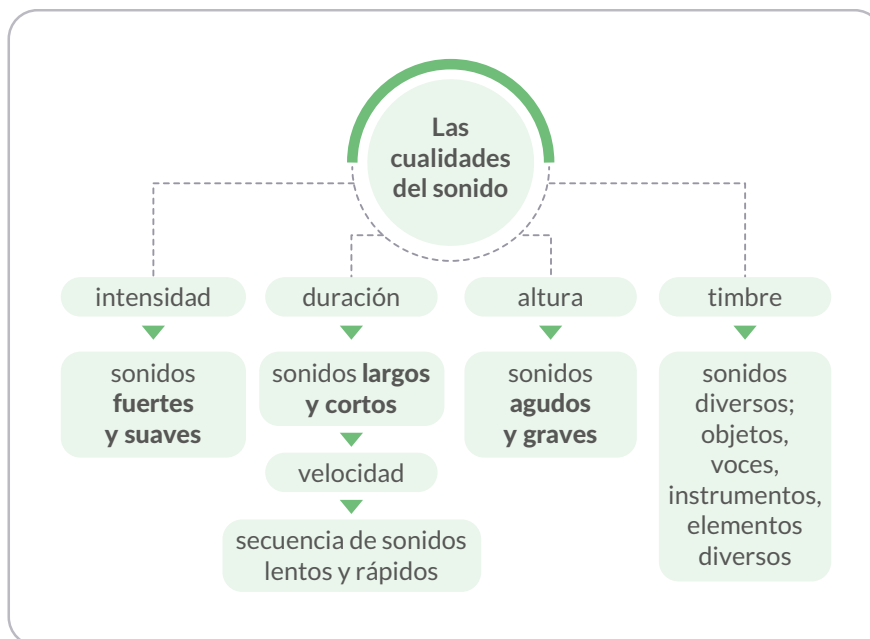 Las
cualidades
del sonido
intensidad
sonidos
fuertes
y suaves
duración
sonidos largos
y cortos
velocidad
secuencia de sonidos
lentos y rápidos
altura
sonidos
agudos
y graves
timbre
sonidos
diversos;
objetos,
voces,
instrumentos,
elementos
diversos